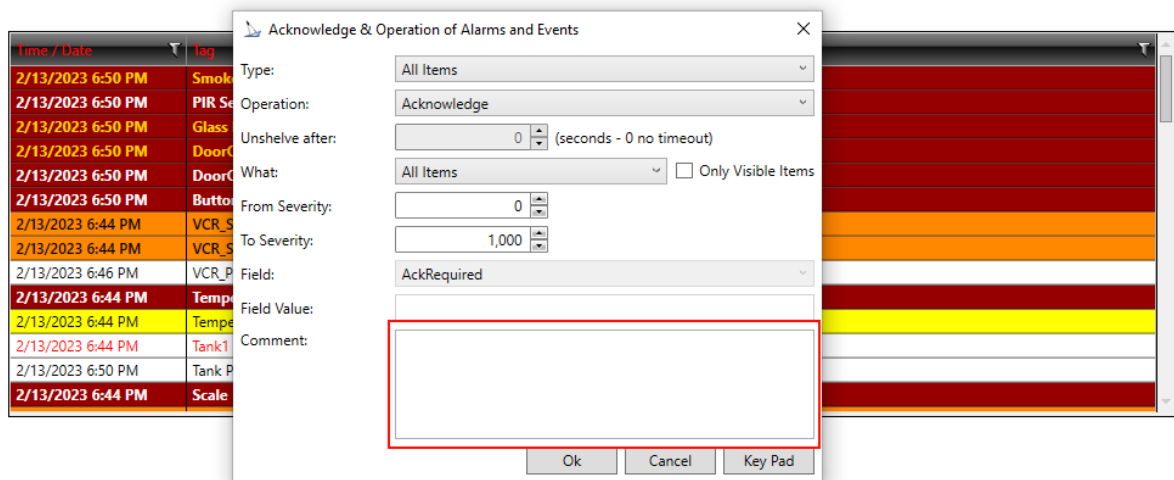 Acknowledge & Operation of Alarms and Events
Time / Date Tag
Type: All Items
2/13/2023 6:50 PM
2/13/2023 6:50 PM PIR
Operation: Acknowledge
2/13/2023 6:50 PM Glass
Unshelve after: 0 (seconds - 0 no timeout)
2/13/2023 6:50 PM
2/13/2023 6:50 PM
What: All Items Only Visible Items
2/13/2023 6:50 PM
From Severity: 0
2/13/2023 6:44 PM VCR_S
2/13/2023 6:44 PM VCR_S
To Severity: 1,000
2/13/2023 6:46 PM VCR_P
Field: AckRequired
2/13/2023 6:44 PM Tempe
Field Value:
2/13/2023 6:44 PM Tempe
Comment:
2/13/2023 6:44 PM Tank1
2/13/2023 6:50 PM Tank P
2/13/2023 6:44 PM Scale
Ok Cancel Key Pad